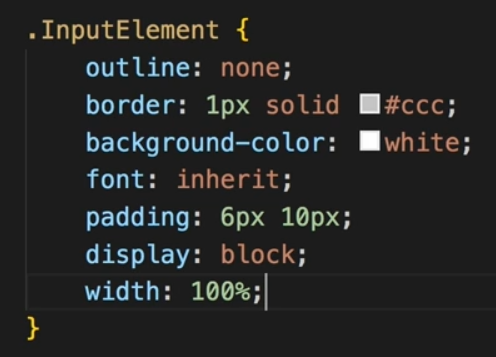 .InputElement {
    outline: none;
    border: 1px solid #ccc;
    background-color: white;
    font: inherit;
    padding: 6px 10px;
    display: block;
    width: 100%;
}